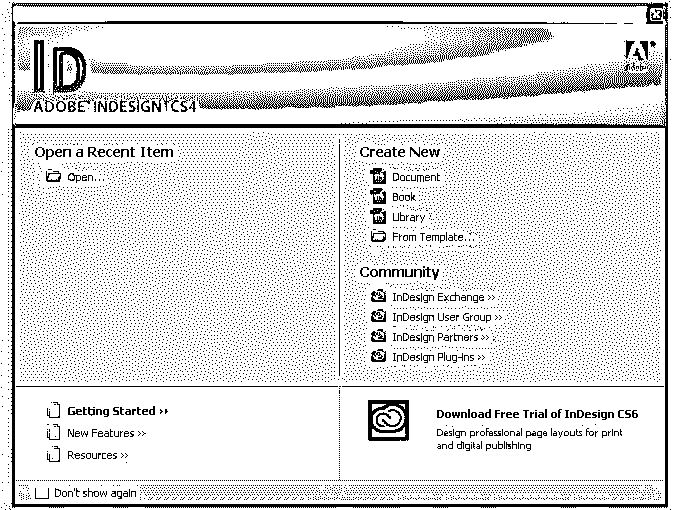 ID
ADOBE® INDESIGN® CS4
Adobe
Open a Recent Item
Open...
Create New
Document
Book
Library
From Template...
Community
InDesign Exchange »
InDesign User Group »
InDesign Partners »
InDesign Plug-ins »
Getting Started »
New Features »
Resources »
Download Free Trial of InDesign CS6
Design professional page layouts for print
and digital publishing
Don't show again